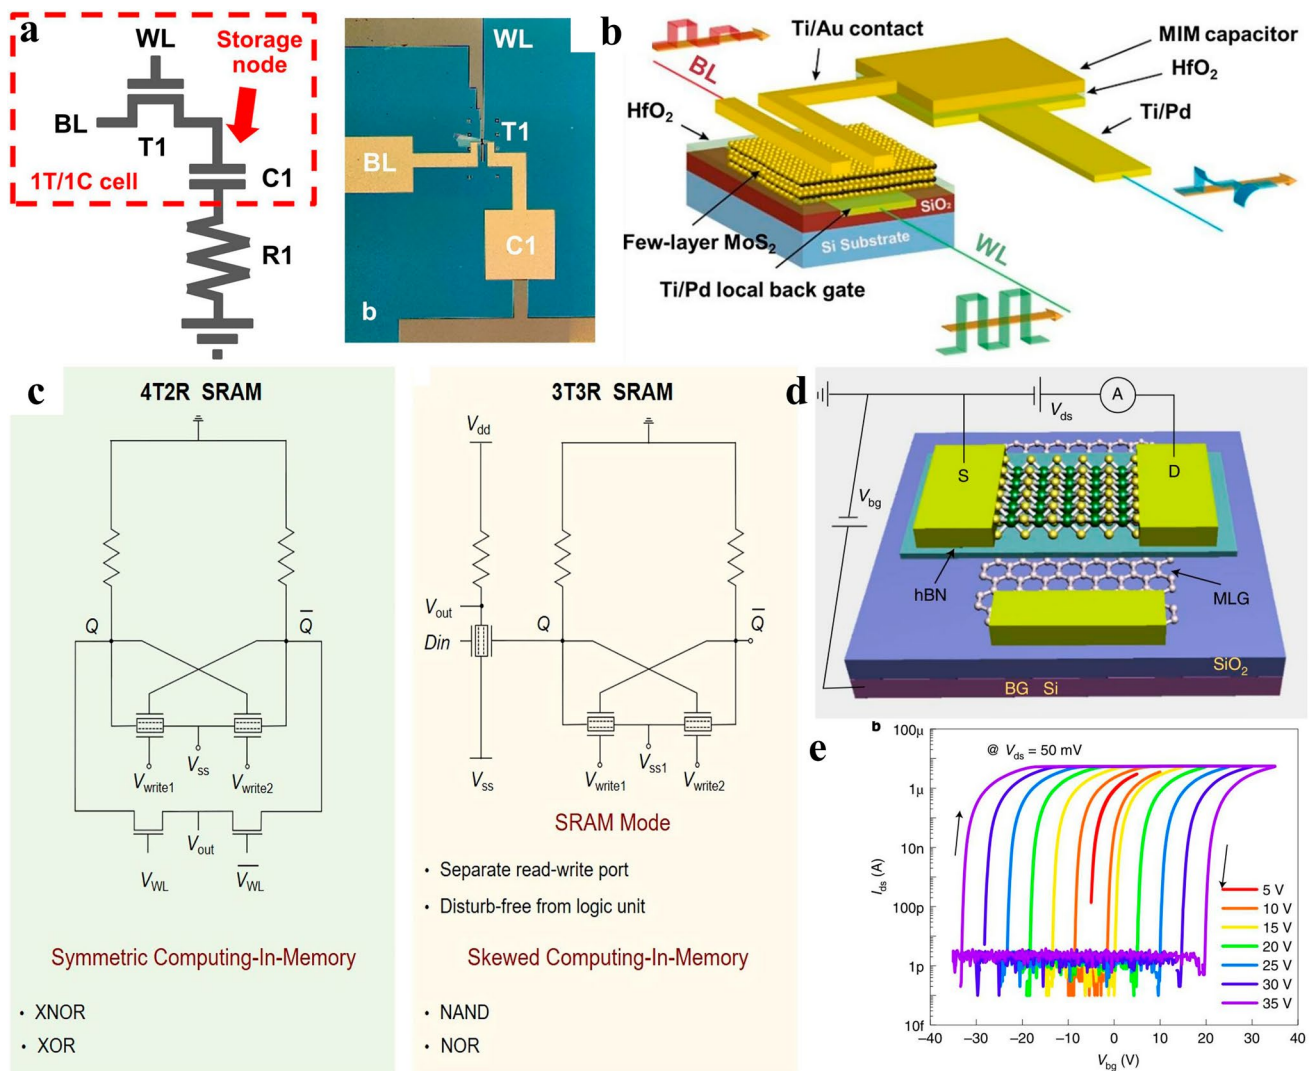 a
WL
Storage
node
BL
T1
1T/1C cell
C1
R1
WL
T1
BL
C1
b
b
BL
Ti/Au contact
MIM capacitor
HfO₂
Ti/Pd
HfO₂
SiO₂
Few-layer MoS₂
Si Substrate
WL
Ti/Pd local back gate
c
4T2R SRAM
Q
Q̅
Vwrite1
Vss
Vwrite2
Vout
VWL
V̅WL
Symmetric Computing-In-Memory
• XNOR
• XOR
3T3R SRAM
Vdd
Vout
Din
Q
Q̅
Vss
Vwrite1
Vss1
Vwrite2
SRAM Mode
• Separate read-write port
• Disturb-free from logic unit
Skewed Computing-In-Memory
• NAND
• NOR
d
Vds
A
Vbg
S
D
hBN
MLG
SiO₂
BG Si
b
e
@ Vds = 50 mV
100μ
1μ
10n
100p
1p
10f
Ids (A)
5 V
10 V
15 V
20 V
25 V
30 V
35 V
−40 −30 −20 −10 0 10 20 30 40
Vbg (V)